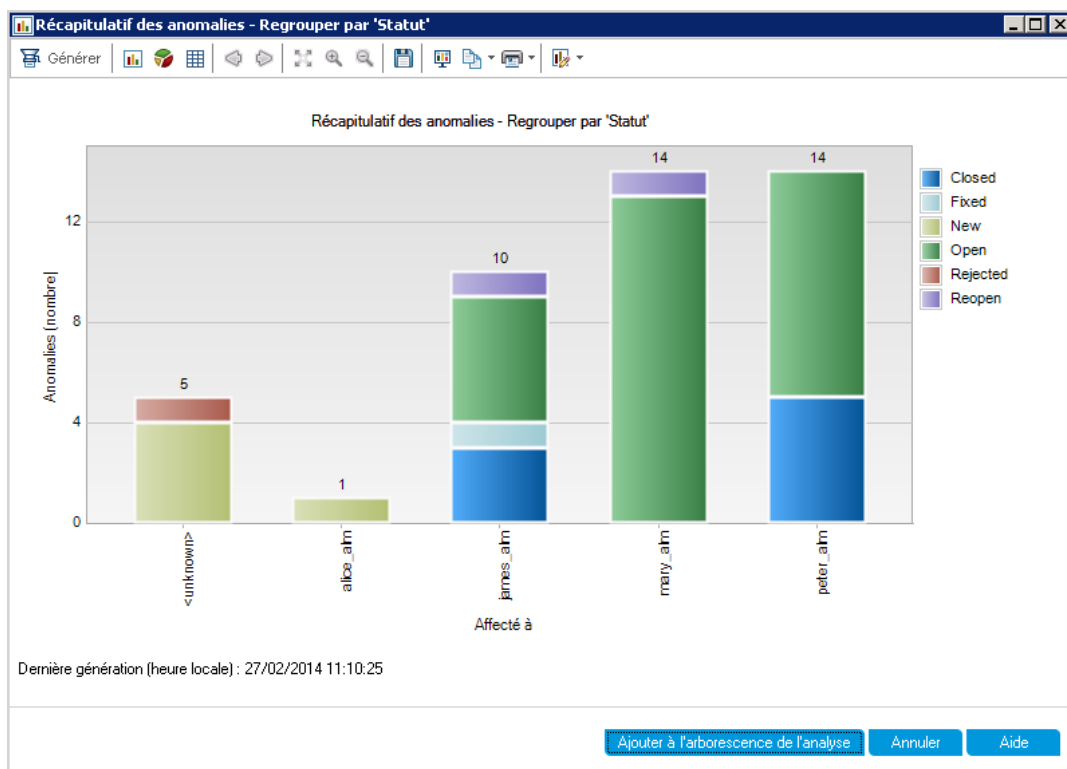 Récapitulatif des anomalies - Regrouper par 'Statut'
Générer
Récapitulatif des anomalies - Regrouper par 'Statut'
Anomalies (nombre)
12
8
4
0
5
1
10
14
14
<unknown>
alice_alm
james_alm
mary_alm
peter_alm
Affecté à
Closed
Fixed
New
Open
Rejected
Reopen
Dernière génération (heure locale) : 27/02/2014 11:10:25
Ajouter à l'arborescence de l'analyse
Annuler
Aide